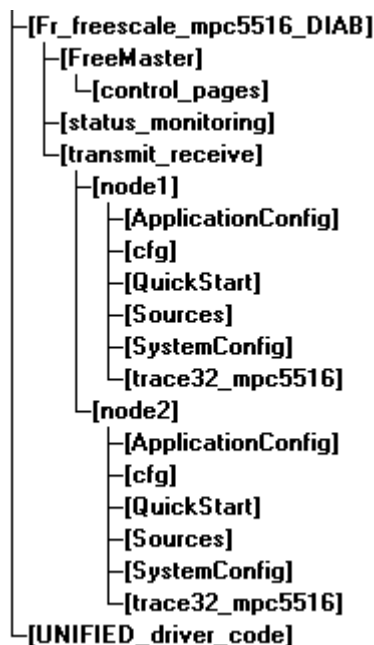 [Fr_freescale_mpc5516_DIAB]
[FreeMaster]
[control_pages]
[status_monitoring]
[transmit_receive]
[node1]
[ApplicationConfig]
[cfg]
[QuickStart]
[Sources]
[SystemConfig]
[trace32_mpc5516]
[node2]
[ApplicationConfig]
[cfg]
[QuickStart]
[Sources]
[SystemConfig]
[trace32_mpc5516]
[UNIFIED_driver_code]